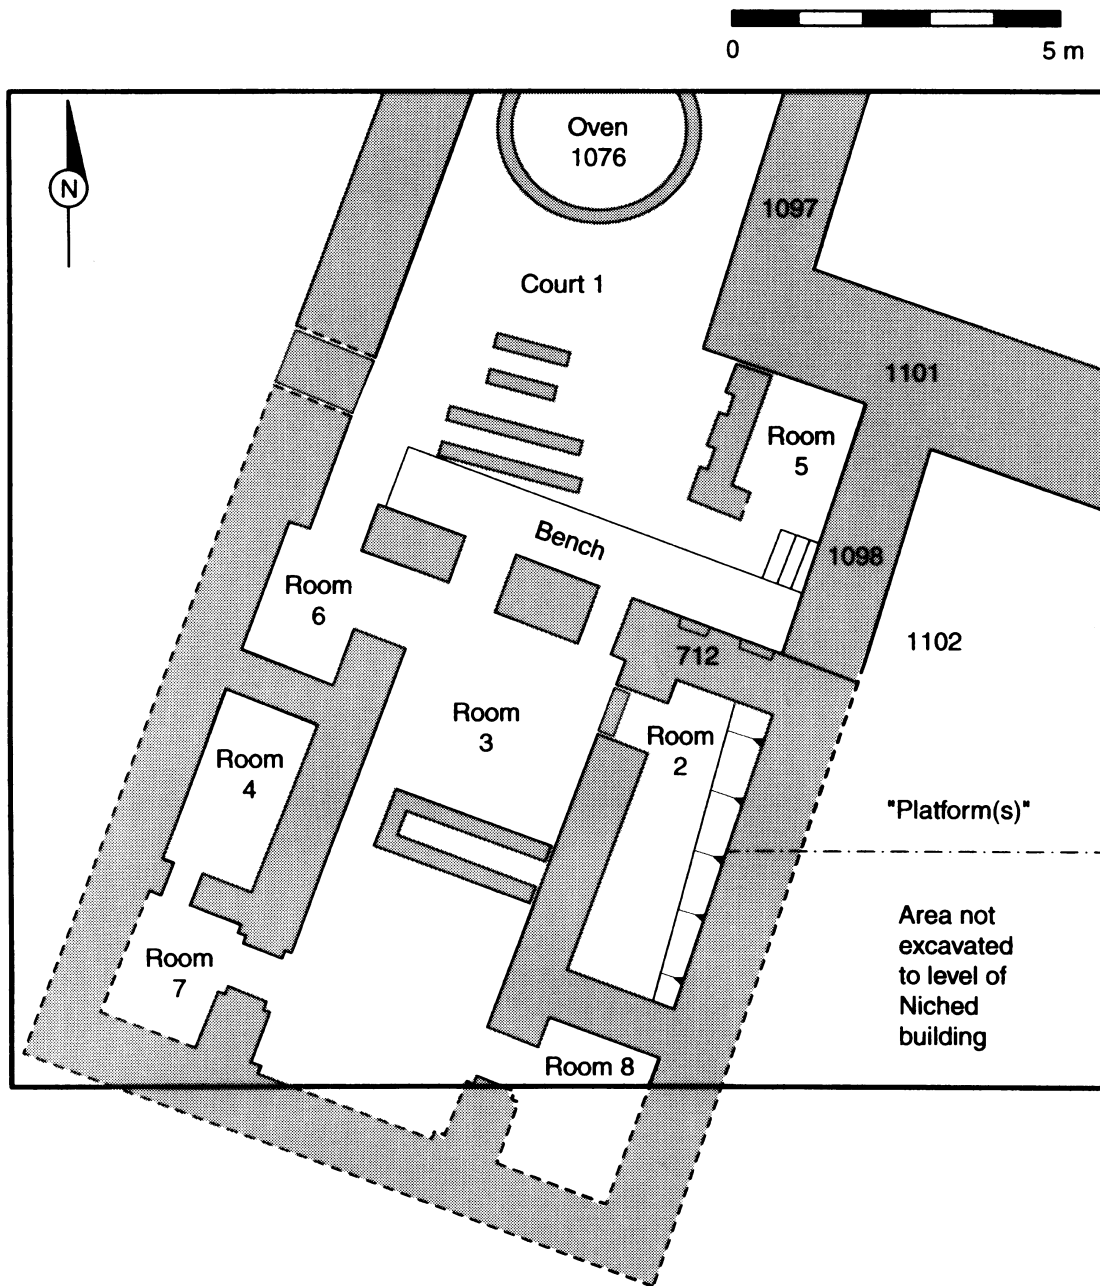 0
5 m
N
Oven
1076
1097
Court 1
1101
Room
5
Bench
1098
Room
6
712
1102
Room
3
Room
2
Room
4
"Platform(s)"
Area not
excavated
to level of
Niched
building
Room
7
Room 8